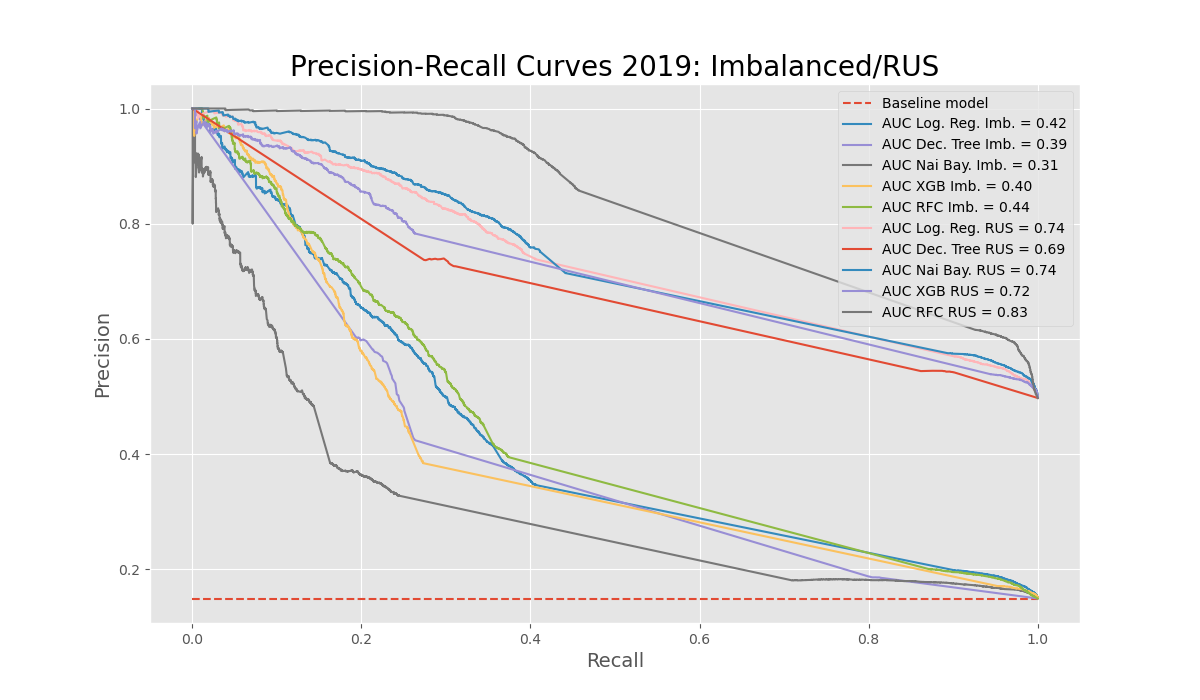 Precision-Recall Curves 2019: Imbalanced/RUS
Baseline model
AUC Log. Reg. Imb. = 0.42
AUC Dec. Tree Imb. = 0.39
AUC Nai Bay. Imb. = 0.31
AUC XGB Imb. = 0.40
AUC RFC Imb. = 0.44
AUC Log. Reg. RUS = 0.74
AUC Dec. Tree RUS = 0.69
AUC Nai Bay. RUS = 0.74
AUC XGB RUS = 0.72
AUC RFC RUS = 0.83
Precision
1.0
0.8
0.6
0.4
0.2
0.0
0.2
0.4
0.6
0.8
1.0
Recall